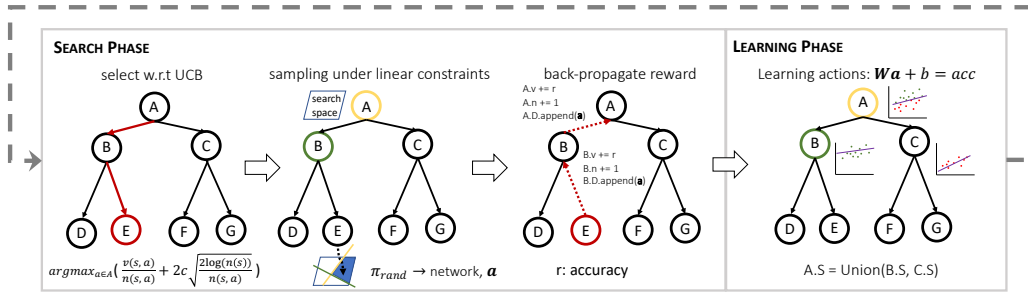 SEARCH PHASE
select w.r.t UCB
A
B
C
D
E
F
G
argmax_{a∈A}( v(s, a) / n(s, a) + 2c √( 2log(n(s)) / n(s, a) ) )
sampling under linear constraints
search
space
A
B
C
D
E
F
G
π_rand → network, a
back-propagate reward
A.v += r
A.n += 1
A.D.append(a)
A
B
C
B.v += r
B.n += 1
B.D.append(a)
D
E
F
G
r: accuracy
LEARNING PHASE
Learning actions: Wa + b = acc
A
B
C
D
E
F
G
A.S = Union(B.S, C.S)